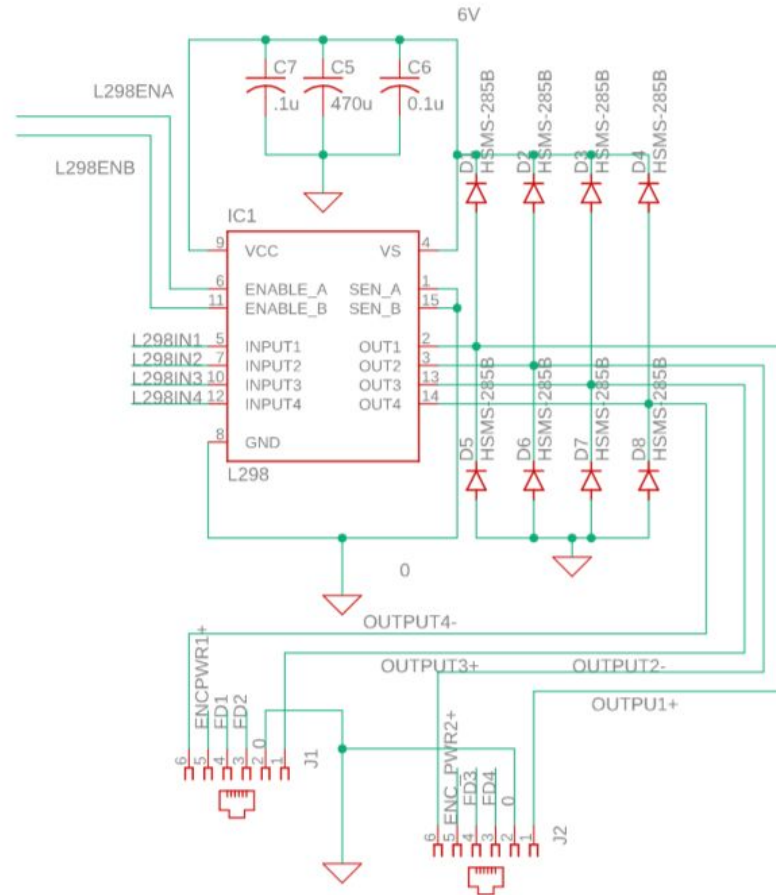 6V
C7
C5
C6
.1u
470u
0.1u
L298ENA
L298ENB
D1
HSMS-285B
D2
HSMS-285B
D3
HSMS-285B
D4
HSMS-285B
IC1
9
VCC
VS
4
6
ENABLE_A
SEN_A
1
11
ENABLE_B
SEN_B
15
L298IN1
5
INPUT1
OUT1
2
L298IN2
7
INPUT2
OUT2
3
L298IN3
10
INPUT3
OUT3
13
L298IN4
12
INPUT4
OUT4
14
8
GND
L298
D5
HSMS-285B
D6
HSMS-285B
D7
HSMS-285B
D8
HSMS-285B
0
OUTPUT4-
OUTPUT3+
OUTPUT2-
OUTPU1+
ENCPWR1+
FD1
FD2
0
6
5
4
3
2
1
J1
ENC_PWR2+
FD3
FD4
0
6
5
4
3
2
1
J2